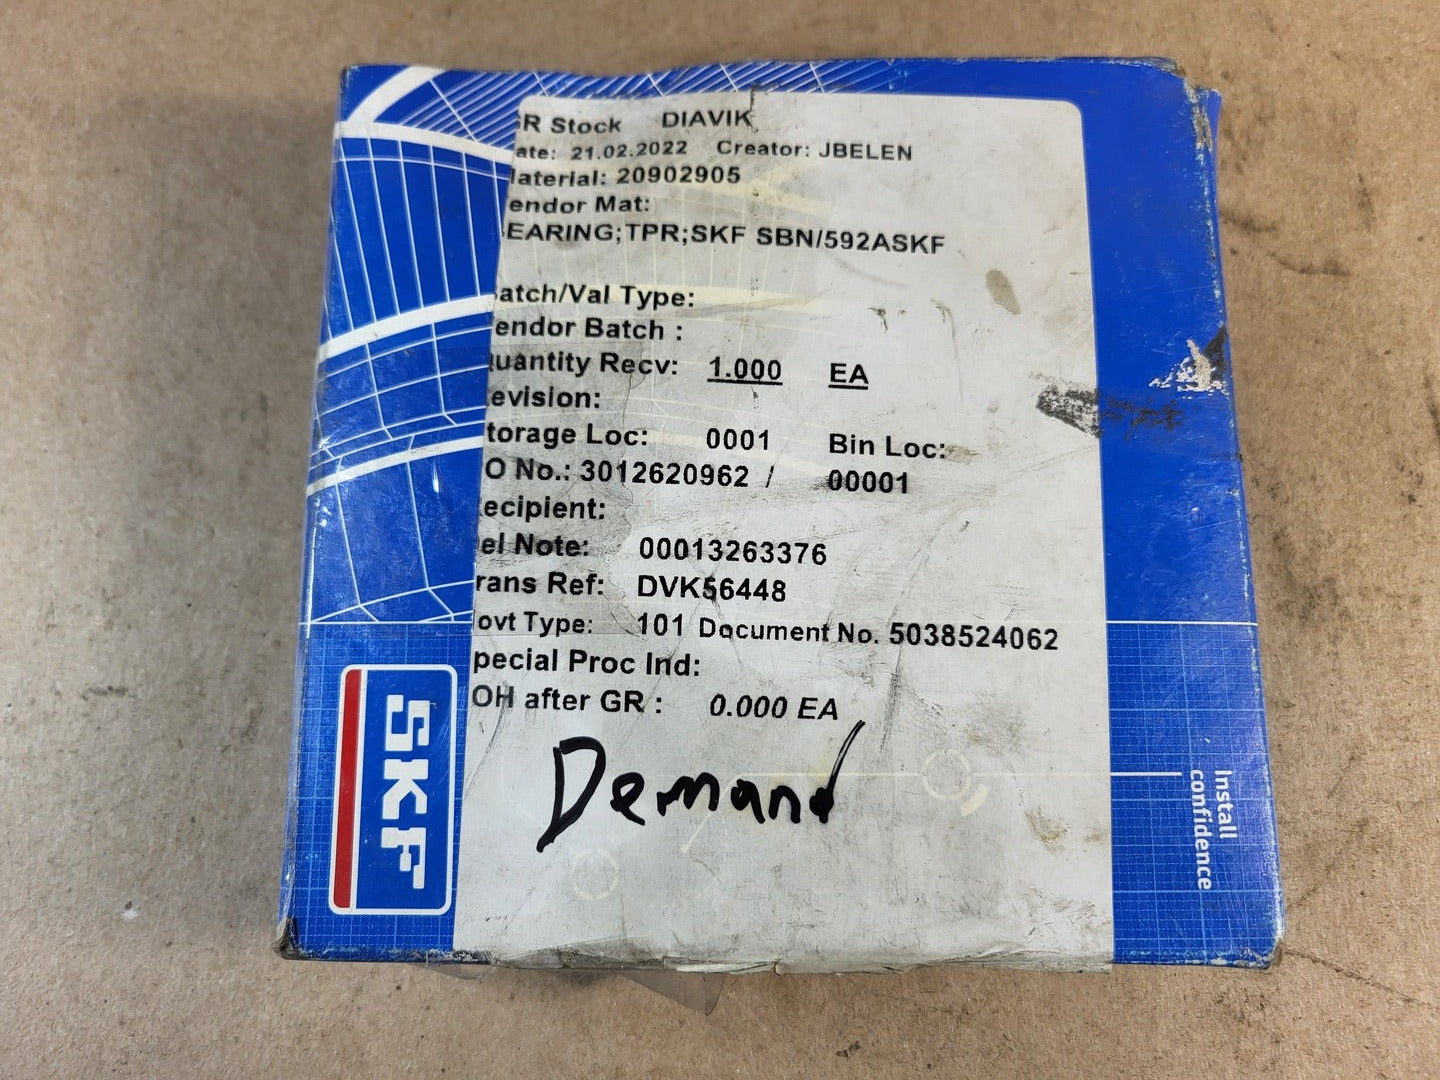 GR Stock DIAVIK
ate: 21.02.2022 Creator: JBELEN
aterial: 20902905
endor Mat:
EARING;TPR;SKF SBN/592ASKF
atch/Val Type:
endor Batch :
uantity Recv: 1.000 EA
evision:
torage Loc: 0001 Bin Loc:
O No.: 3012620962 / 00001
ecipient:
el Note: 00013263376
rans Ref: DVK56448
ovt Type: 101 Document No. 5038524062
pecial Proc Ind:
OH after GR : 0.000 EA
Demand
SKF
Install
confidence